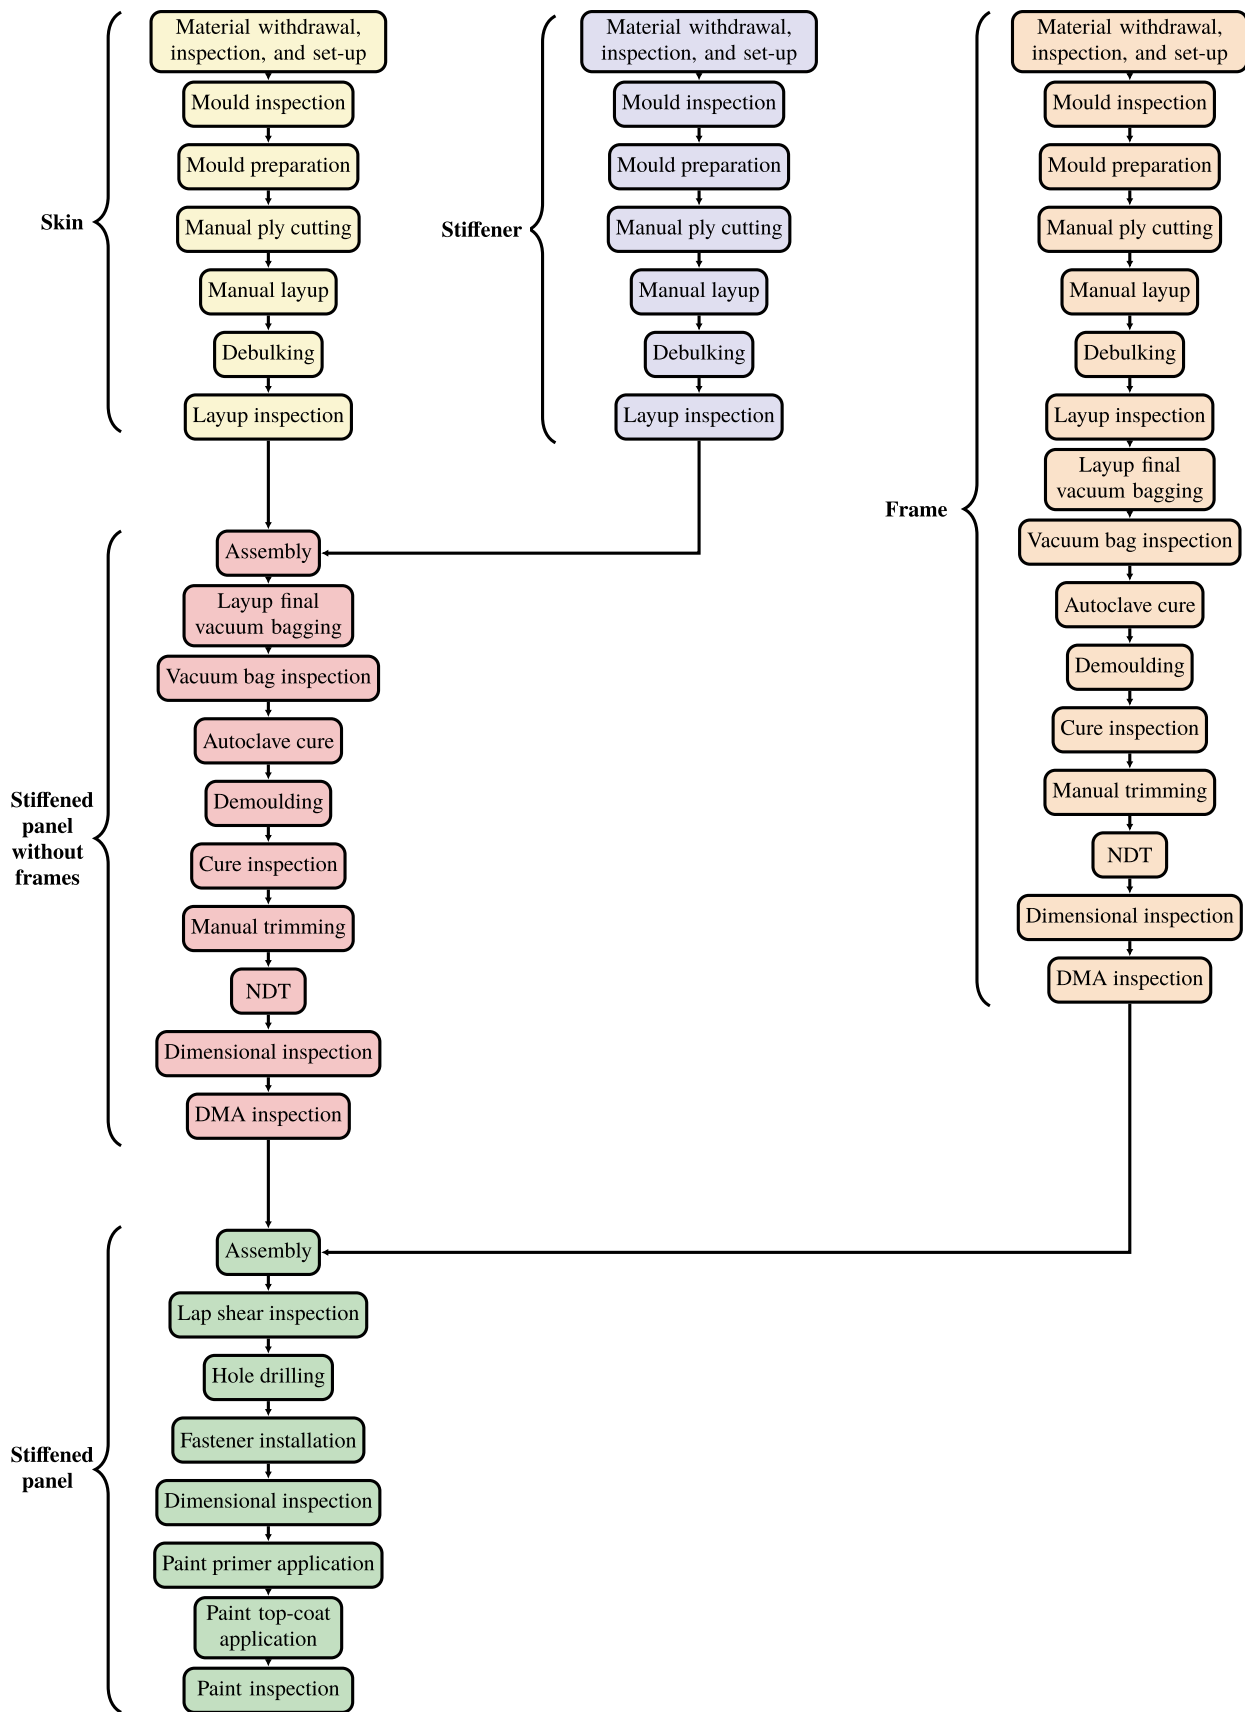 Skin
Material withdrawal,
inspection, and set-up
Mould inspection
Mould preparation
Manual ply cutting
Manual layup
Debulking
Layup inspection
Stiffener
Material withdrawal,
inspection, and set-up
Mould inspection
Mould preparation
Manual ply cutting
Manual layup
Debulking
Layup inspection
Frame
Material withdrawal,
inspection, and set-up
Mould inspection
Mould preparation
Manual ply cutting
Manual layup
Debulking
Layup inspection
Layup final
vacuum bagging
Vacuum bag inspection
Autoclave cure
Demoulding
Cure inspection
Manual trimming
NDT
Dimensional inspection
DMA inspection
Stiffened
panel
without
frames
Assembly
Layup final
vacuum bagging
Vacuum bag inspection
Autoclave cure
Demoulding
Cure inspection
Manual trimming
NDT
Dimensional inspection
DMA inspection
Stiffened
panel
Assembly
Lap shear inspection
Hole drilling
Fastener installation
Dimensional inspection
Paint primer application
Paint top-coat
application
Paint inspection